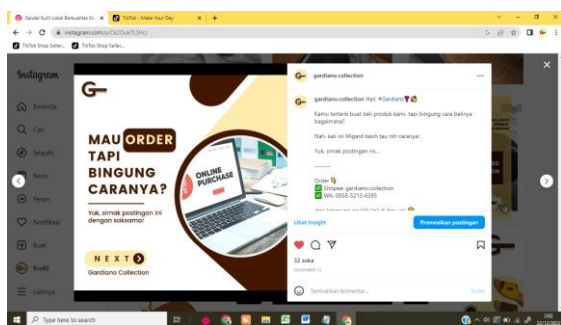 Sandal Kulit Lokal Berkualitas
TikTok - Make Your Day
instagram.com
TikTok Shop Seller...
TikTok Shop Seller...
Instagram
Beranda
Cari
Jelajahi
Reels
Pesan
Notifikasi
Buat
Profil
Lainnya
MAU ORDER
TAPI
BINGUNG
CARANYA?
Yuk, simak postingan ini
dengan saksama!
NEXT
Gardiano Collection
ONLINE
PURCHASE
gardiano.collection
gardiano.collection Hai, #Gardians
Kamu tertarik buat beli produk kami, tapi bingung cara belinya
bagaimana?
Nah, kali ini Migard kasih tau nih caranya!
Yuk, simak postingan ini...
--------
Order
Shopee: gardiano.collection
WA: 0858-5213-6395
Lihat Insight
Promosikan postingan
32 suka
Tambahkan komentar...
Kirim
Type here to search